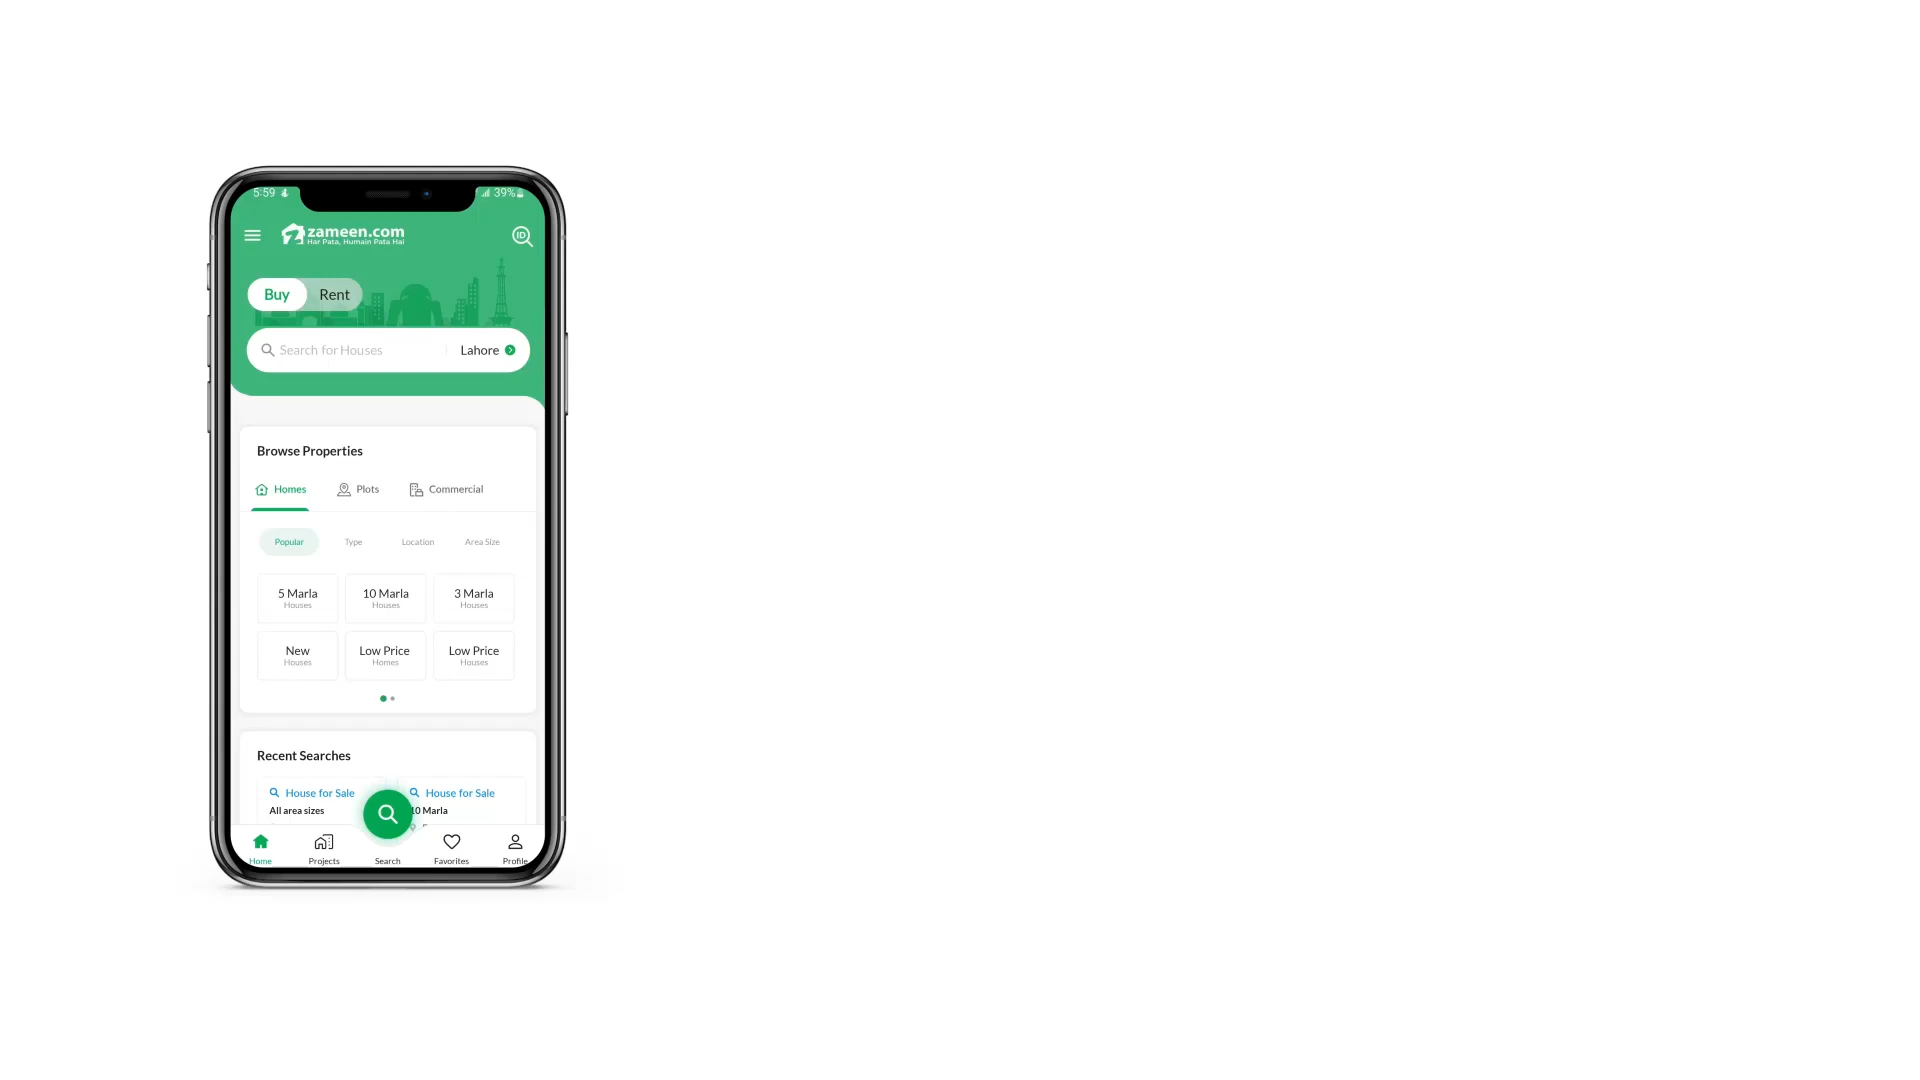 5:59
39%
zameen.com
Har Pata, Humain Pata Hai
ID
Buy Rent
Search for Houses Lahore
Browse Properties
Homes Plots Commercial
Popular Type Location Area Size
5 Marla 10 Marla 3 Marla
Houses Houses Houses
New Low Price Low Price
Houses Homes Houses
Recent Searches
House for Sale House for Sale
All area sizes 10 Marla
Home Projects Search Favorites Profile